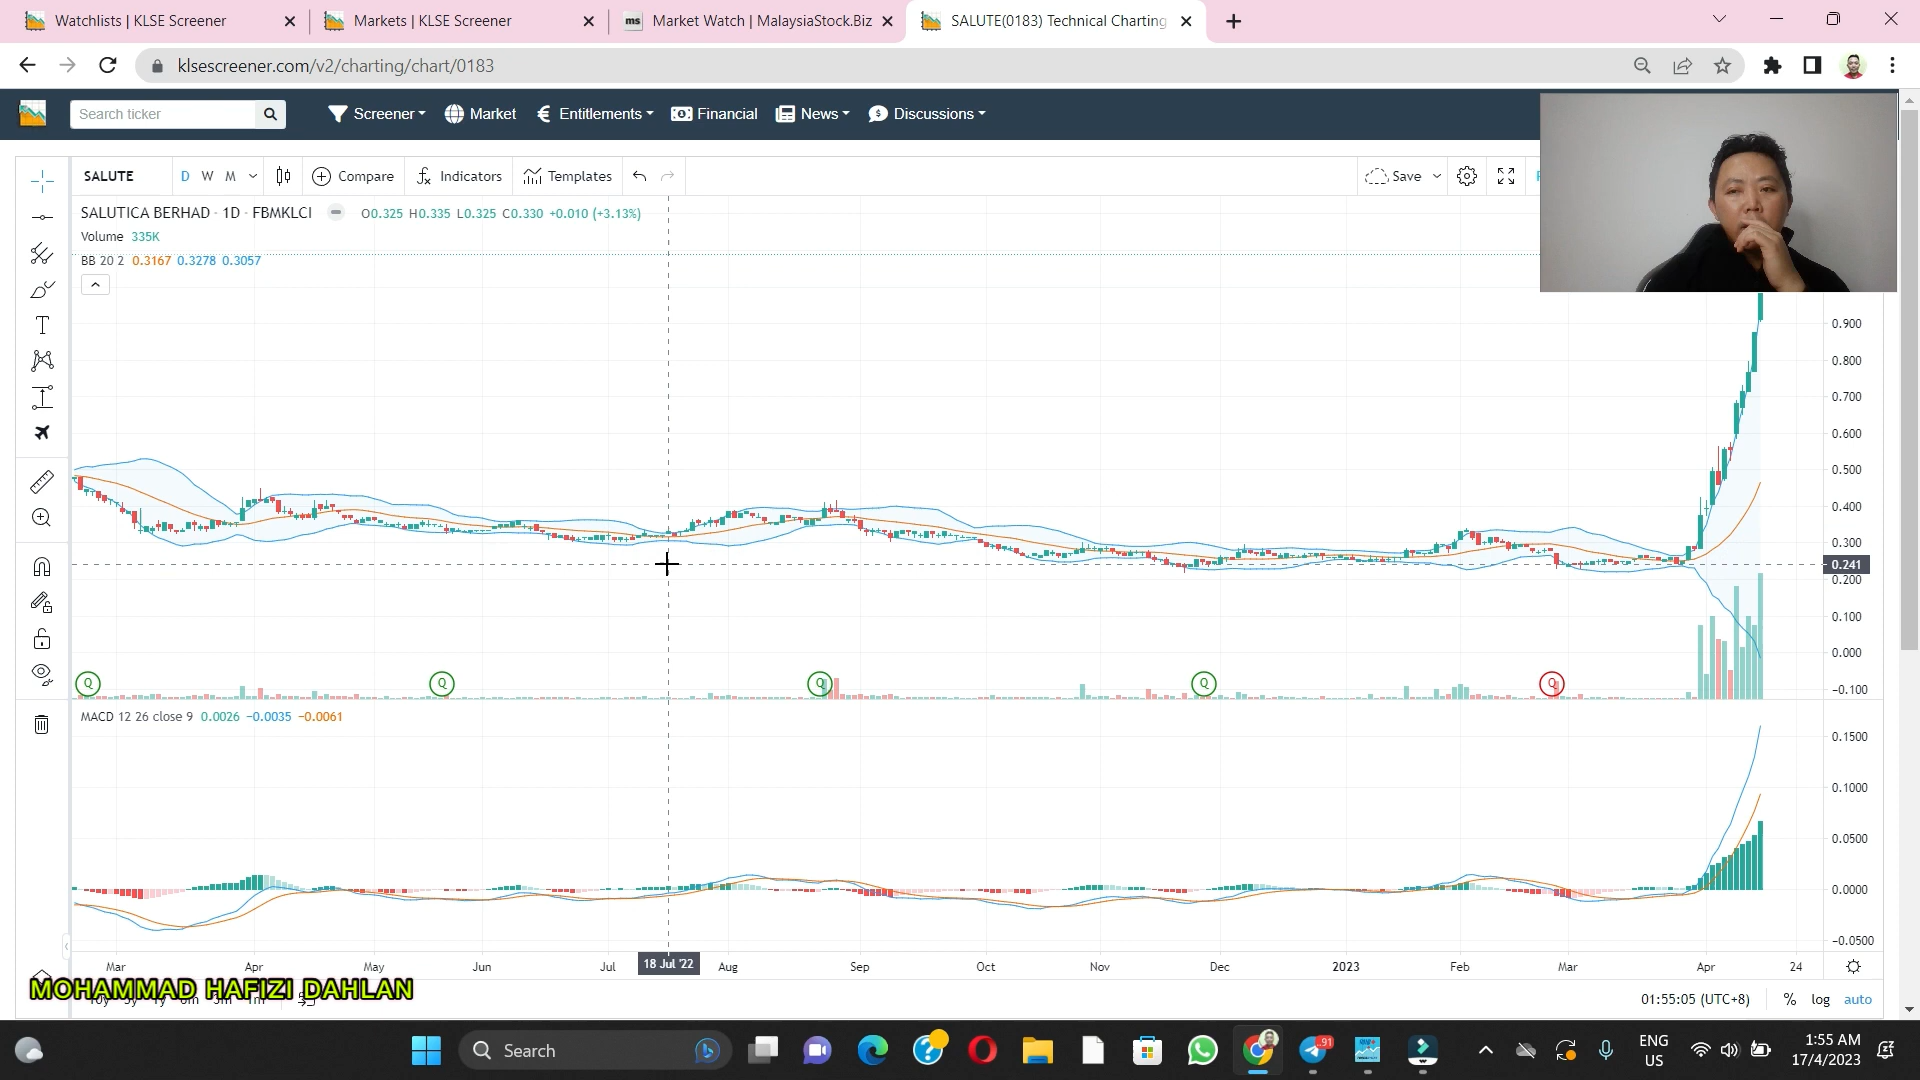 Watchlists | KLSE Screener
Markets | KLSE Screener
ms Market Watch | MalaysiaStock.Biz
SALUTE(0183) Technical Charting
klsescreener.com/v2/charting/chart/0183
Search ticker
Screener
Market
Entitlements
Financial
News
Discussions
SALUTE
D W M
Compare
Indicators
Templates
Save
SALUTICA BERHAD · 1D · FBMKLCI
O0.325 H0.335 L0.325 C0.330 +0.010 (+3.13%)
Volume 335K
BB 20 2 0.3167 0.3278 0.3057
0.900
0.800
0.700
0.600
0.500
0.400
0.300
0.241
0.200
0.100
0.000
−0.100
Q Q Q Q Q
MACD 12 26 close 9 0.0026 −0.0035 −0.0061
0.1500
0.1000
0.0500
0.0000
−0.0500
Mar Apr May Jun Jul 18 Jul '22 Aug Sep Oct Nov Dec 2023 Feb Mar Apr 24
MOHAMMAD HAFIZI DAHLAN
01:55:05 (UTC+8) % log auto
Search
91
ENG
US
1:55 AM
17/4/2023